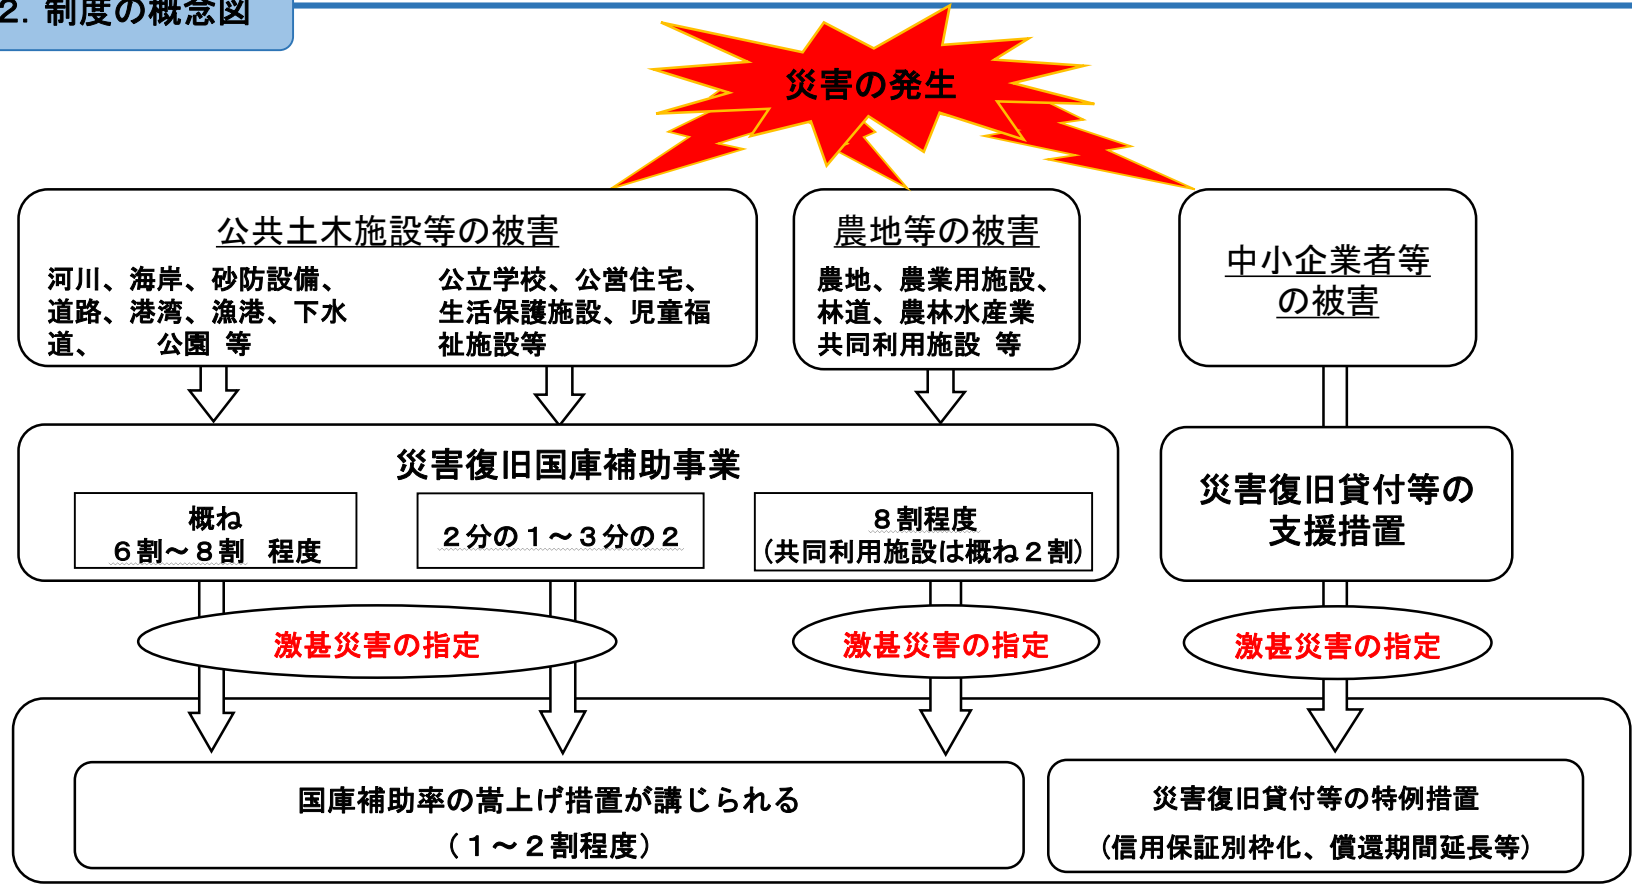 2. 制度の概念図
災害の発生
公共土木施設等の被害
河川、海岸、砂防設備、
道路、港湾、漁港、下水
道、　　公園 等
公立学校、公営住宅、
生活保護施設、児童福
祉施設等
農地等の被害
農地、農業用施設、
林道、農林水産業
共同利用施設 等
中小企業者等
の被害
災害復旧国庫補助事業
概ね
６割～８割　程度
２分の１～３分の２
８割程度
（共同利用施設は概ね２割）
災害復旧貸付等の
支援措置
激甚災害の指定
激甚災害の指定
激甚災害の指定
国庫補助率の嵩上げ措置が講じられる
（１～２割程度）
災害復旧貸付等の特例措置
（信用保証別枠化、償還期間延長等）